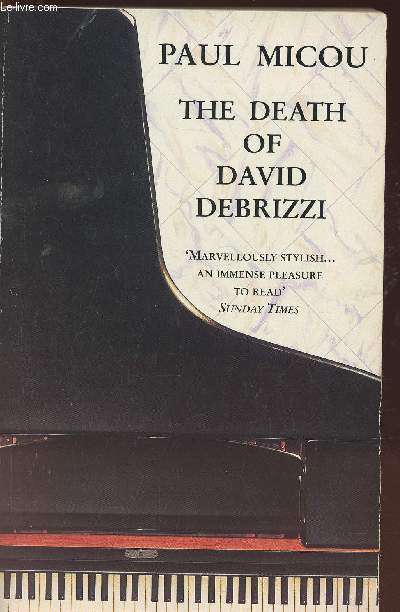 Le-livre.com
PAUL MICOU
THE DEATH
OF
DAVID
DEBRIZZI
‘MARVELLOUSLY STYLISH...
AN IMMENSE PLEASURE
TO READ’
SUNDAY TIMES